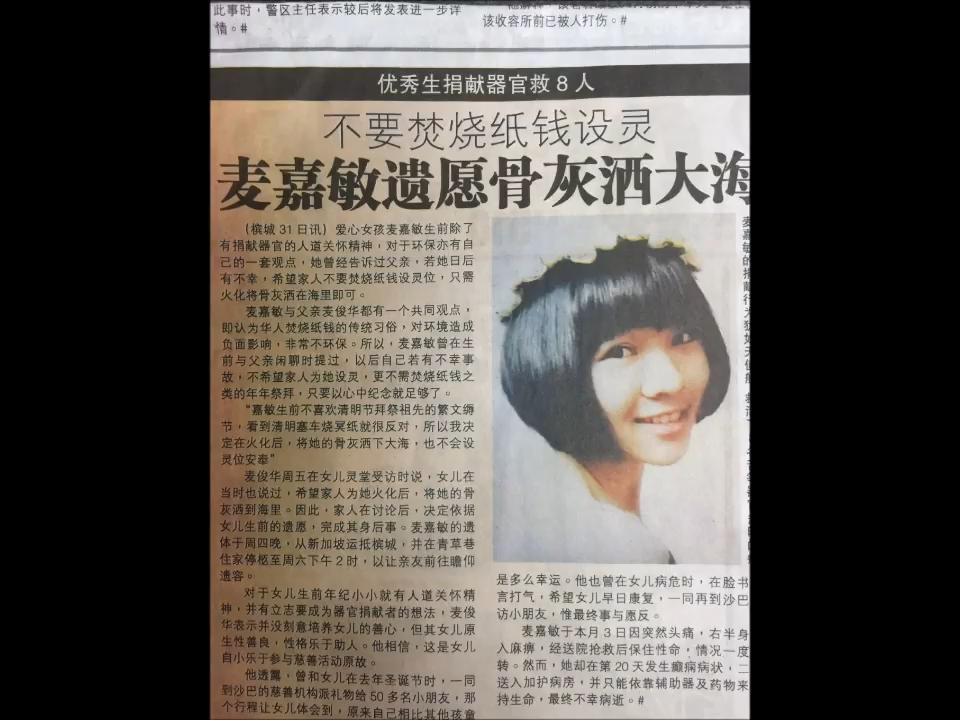 此事时，警区主任表示较后将发表进一步详
情。#
该收容所前已被人打伤。#
优秀生捐献器官救8人
不要焚烧纸钱设灵
麦嘉敏遗愿骨灰洒大海
(槟城31日讯) 爱心女孩麦嘉敏生前除了
有捐献器官的人道关怀精神，对于环保亦有自
己的一套观点，她曾经告诉过父亲，若她日后
有不幸，希望家人不要焚烧纸钱设灵位，只需
火化将骨灰洒在海里即可。
麦嘉敏与父亲麦俊华都有一个共同观点，
即认为华人焚烧纸钱的传统习俗，对环境造成
负面影响，非常不环保。所以，麦嘉敏曾在生
前与父亲闲聊时提过，以后自己若有不幸事
故，不希望家人为她设灵，更不需焚烧纸钱之
类的年年祭拜，只要以心中纪念就足够了。
“嘉敏生前不喜欢清明节拜祭祖先的繁文缛
节，看到清明塞车烧冥纸就很反对，所以我决
定在火化后，将她的骨灰洒下大海，也不会设
灵位安奉”
麦俊华周五在女儿灵堂受访时说，女儿在
当时也说过，希望家人为她火化后，将她的骨
灰洒到海里。因此，家人在讨论后，决定依据
女儿生前的遗愿，完成其身后事。麦嘉敏的遗
体于周四晚，从新加坡运抵槟城，并在青草巷
住家停柩至周六下午2时，以让亲友前往瞻仰
遗容。
对于女儿生前年纪小小就有人道关怀精
神，并有立志要成为器官捐献者的想法，麦俊
华表示并没刻意培养女儿的善心，但其女儿原
生性善良，性格乐于助人。他相信，这是女儿
自小乐于参与慈善活动原故。
他透露，曾和女儿在去年圣诞节时，一同
到沙巴的慈善机构派礼物给50多名小朋友，那
个行程让女儿体会到，原来自己相比其他孩童
是多么幸运。他也曾在女儿病危时，在脸书
言打气，希望女儿早日康复，一同再到沙巴
访小朋友，惟最终事与愿反。
麦嘉敏于本月3日因突然头痛，右半身
入麻痹，经送院抢救后保住性命，情况一度
转。然而，她却在第20天发生癫痫病状，二
送入加护病房，并只能依靠辅助器及药物来
持生命，最终不幸病逝。#
麦嘉敏的捐献行为犹如天使般